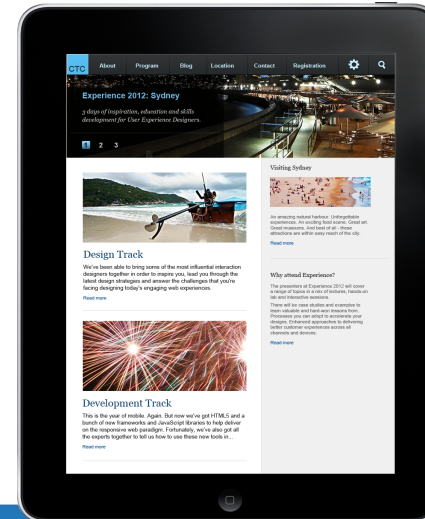 CTC
About Program Blog Location Contact Registration
Experience 2012: Sydney
3 days of inspiration, education and skills
development for User Experience Designers.
1 2 3
Design Track
We've been able to bring some of the most influential interaction
designers together in order to inspire you, lead you through the
latest design strategies and answer the challenges that you're
facing designing today's engaging web experiences.
Read more
Development Track
This is the year of mobile. Again. But now we've got HTML5 and a
bunch of new frameworks and JavaScript libraries to help deliver
on the responsive web paradigm. Fortunately, we've also got all
the experts together to tell us how to use these new tools in...
Read more
Visiting Sydney
An amazing natural harbour. Unforgettable
experiences. An exciting food scene: Great art.
Great museums. And best of all - these
attractions are within easy reach of the city.
Read more
Why attend Experience?
The presenters at Experience 2012 will cover
a range of topics in a mix of lectures, hands-on
lab and interactive sessions.
There will be case studies and examples to
learn valuable and hard-won lessons from.
Processes you can adopt to accelerate your
designs. Enhanced approaches to delivering
better customer experiences across all
channels and devices.
Read more